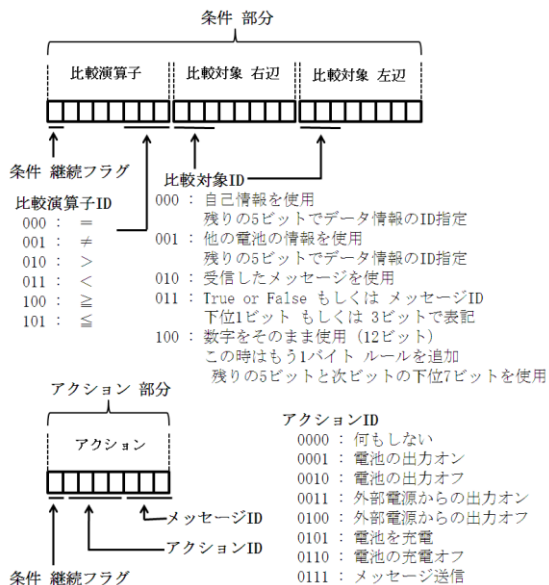 条件 部分
比較演算子
比較対象 右辺
比較対象 左辺
条件 継続フラグ
比較対象ID
比較演算子ID
000 : =
001 : ≠
010 : >
011 : <
100 : ≧
101 : ≦
000 : 自己情報を使用
残りの5ビットでデータ情報のID指定
001 : 他の電池の情報を使用
残りの5ビットでデータ情報のID指定
010 : 受信したメッセージを使用
011 : True or False もしくは メッセージID
下位1ビット もしくは 3ビットで表記
100 : 数字をそのまま使用 (12ビット)
この時はもう1バイト ルールを追加
残りの5ビットと次ビットの下位7ビットを使用
アクション 部分
アクション
メッセージID
アクションID
条件 継続フラグ
アクションID
0000 : 何もしない
0001 : 電池の出力オン
0010 : 電池の出力オフ
0011 : 外部電源からの出力オン
0100 : 外部電源からの出力オフ
0101 : 電池を充電
0110 : 電池の充電オフ
0111 : メッセージ送信